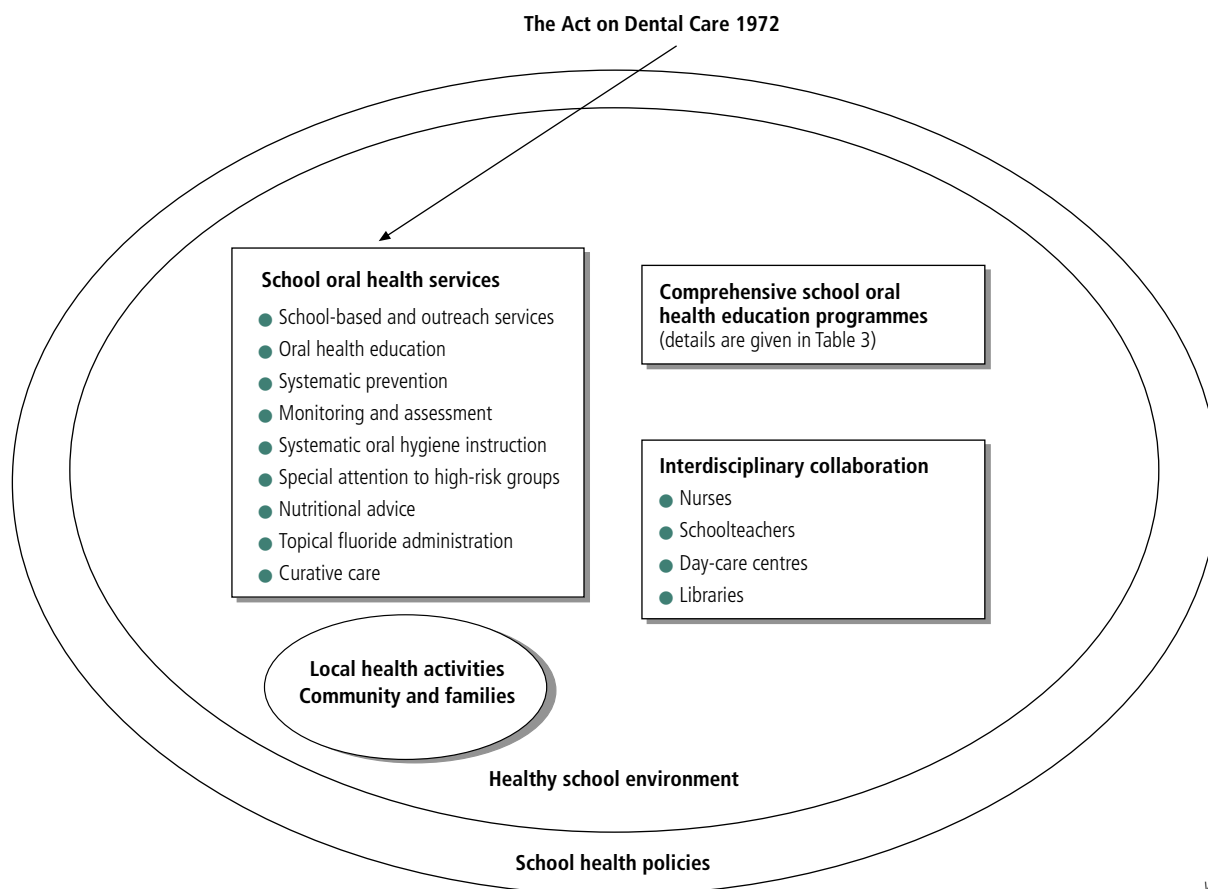 The Act on Dental Care 1972
School oral health services
School-based and outreach services
Oral health education
Systematic prevention
Monitoring and assessment
Systematic oral hygiene instruction
Special attention to high-risk groups
Nutritional advice
Topical fluoride administration
Curative care
Comprehensive school oral
health education programmes
(details are given in Table 3)
Interdisciplinary collaboration
Nurses
Schoolteachers
Day-care centres
Libraries
Local health activities
Community and families
Healthy school environment
School health policies